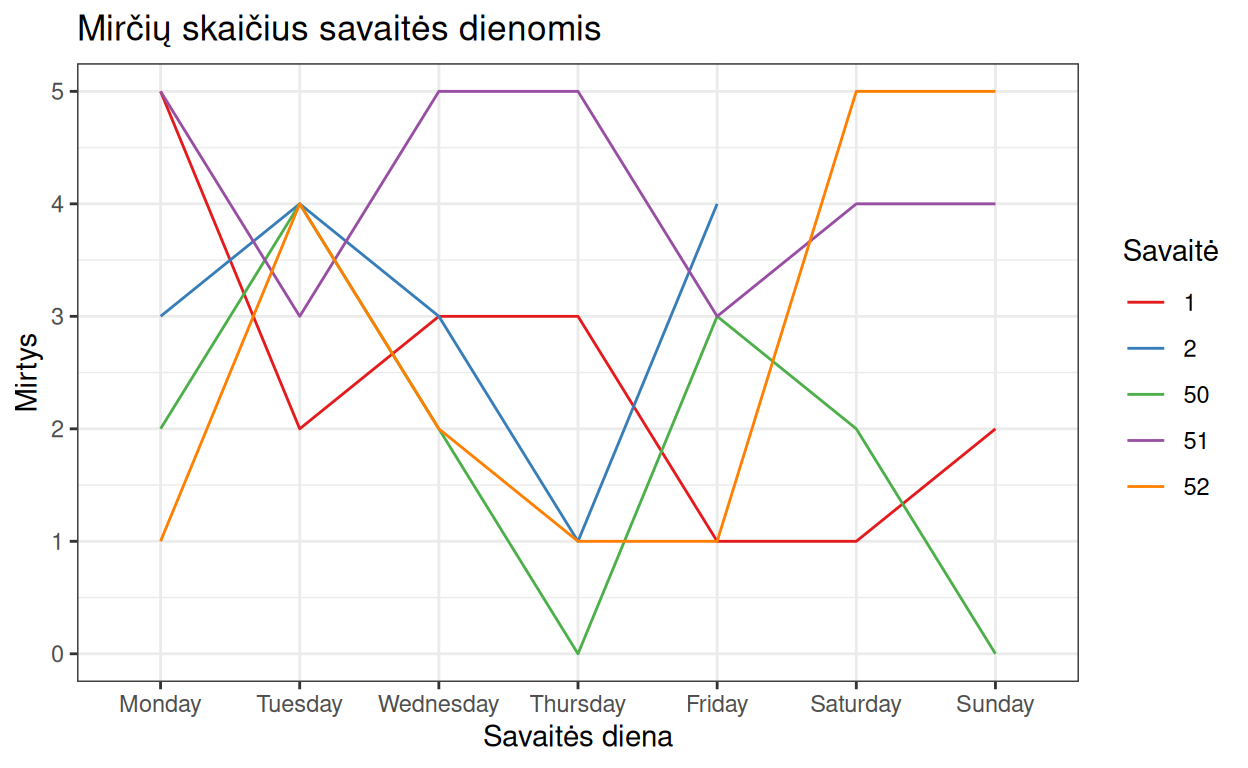 Mirčių skaičius savaitės dienomis
5
4
3
2
1
0
Mirtys
Monday Tuesday Wednesday Thursday Friday Saturday Sunday
Savaitės diena
Savaitė
1
2
50
51
52